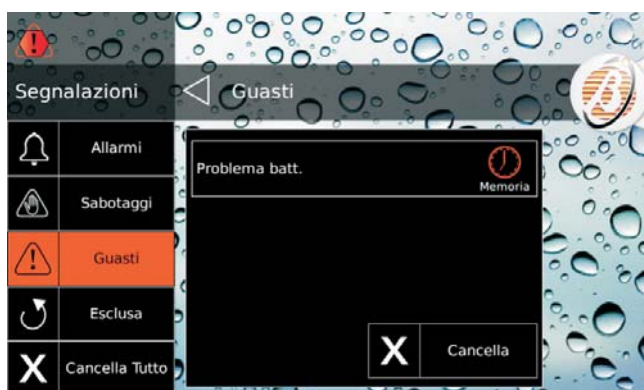 Segnalazioni
Guasti
Allarmi
Sabotaggi
Guasti
Esclusa
Cancella Tutto
Problema batt.
Memoria
Cancella